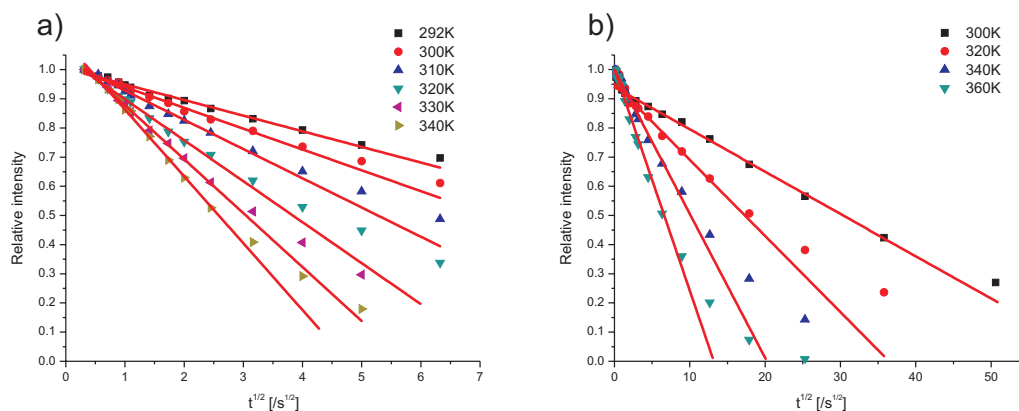 a)
292K
300K
310K
320K
330K
340K
1.0
0.9
0.8
0.7
0.6
0.5
0.4
0.3
0.2
0.1
0.0
Relative intensity
0 1 2 3 4 5 6 7
t^1/2 [/s^1/2]
b)
300K
320K
340K
360K
1.0
0.9
0.8
0.7
0.6
0.5
0.4
0.3
0.2
0.1
0.0
Relative intensity
0 10 20 30 40 50
t^1/2 [/s^1/2]